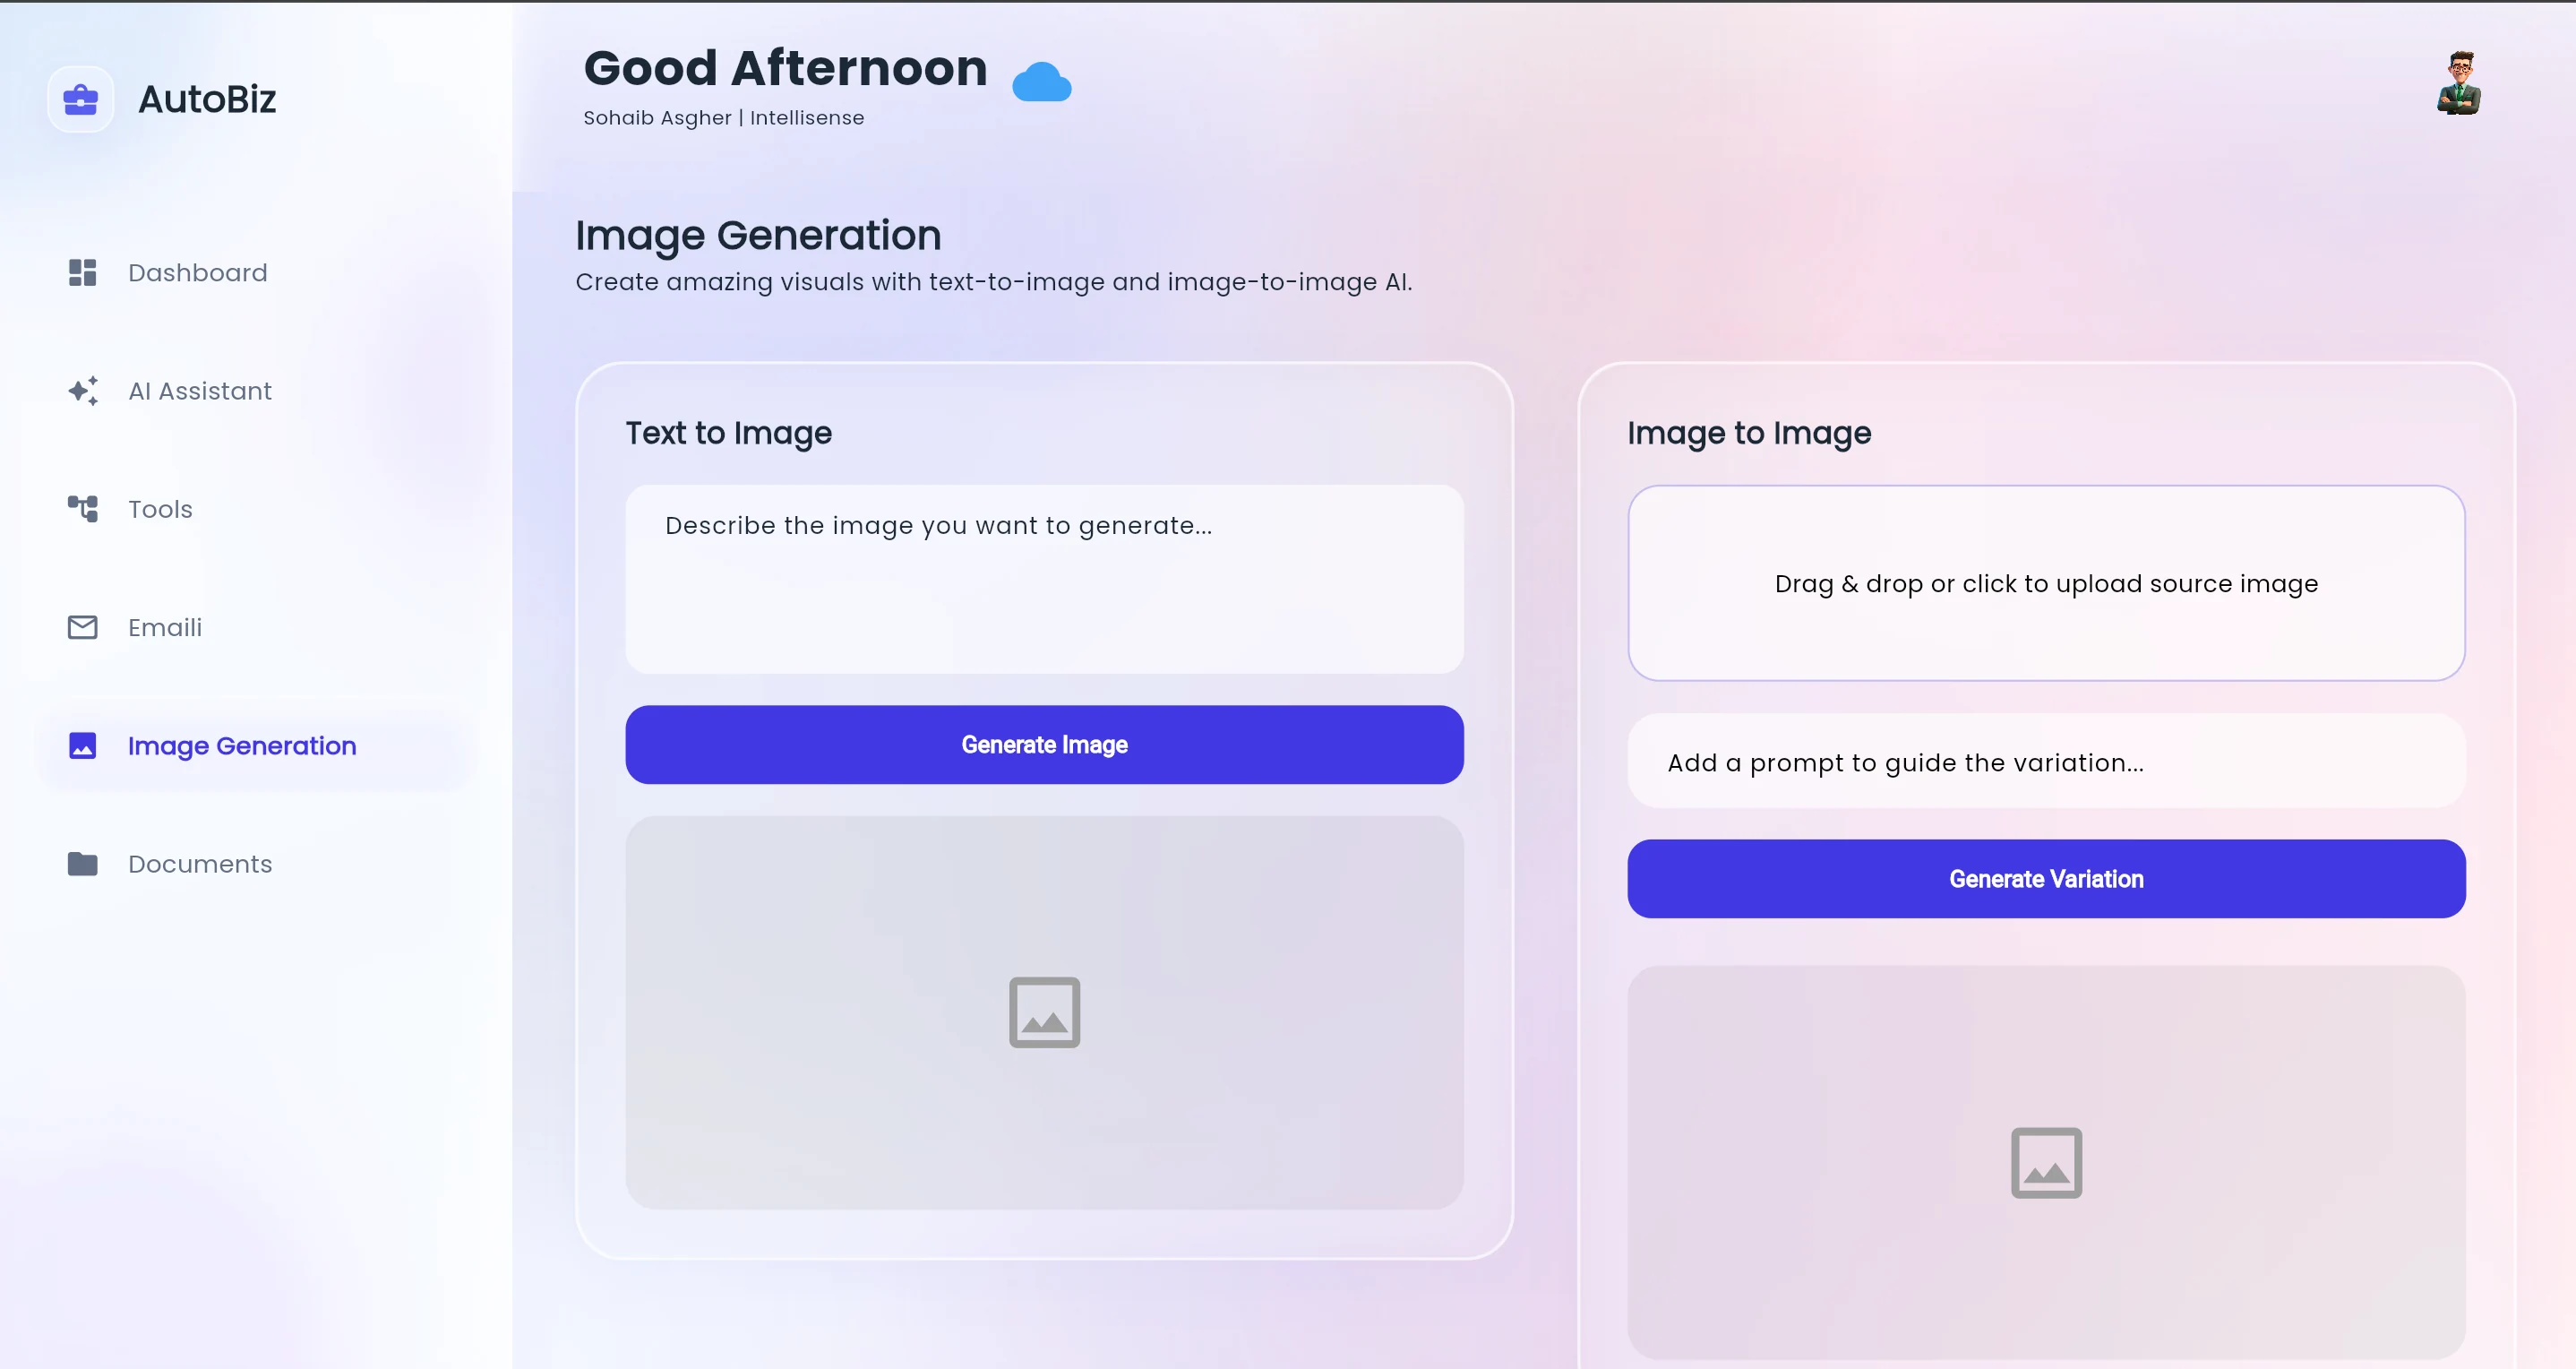 AutoBiz
Dashboard
AI Assistant
Tools
Emaili
Image Generation
Documents
Good Afternoon
Sohaib Asgher | Intellisense
Image Generation
Create amazing visuals with text-to-image and image-to-image AI.
Text to Image
Describe the image you want to generate...
Generate Image
Image to Image
Drag & drop or click to upload source image
Add a prompt to guide the variation...
Generate Variation